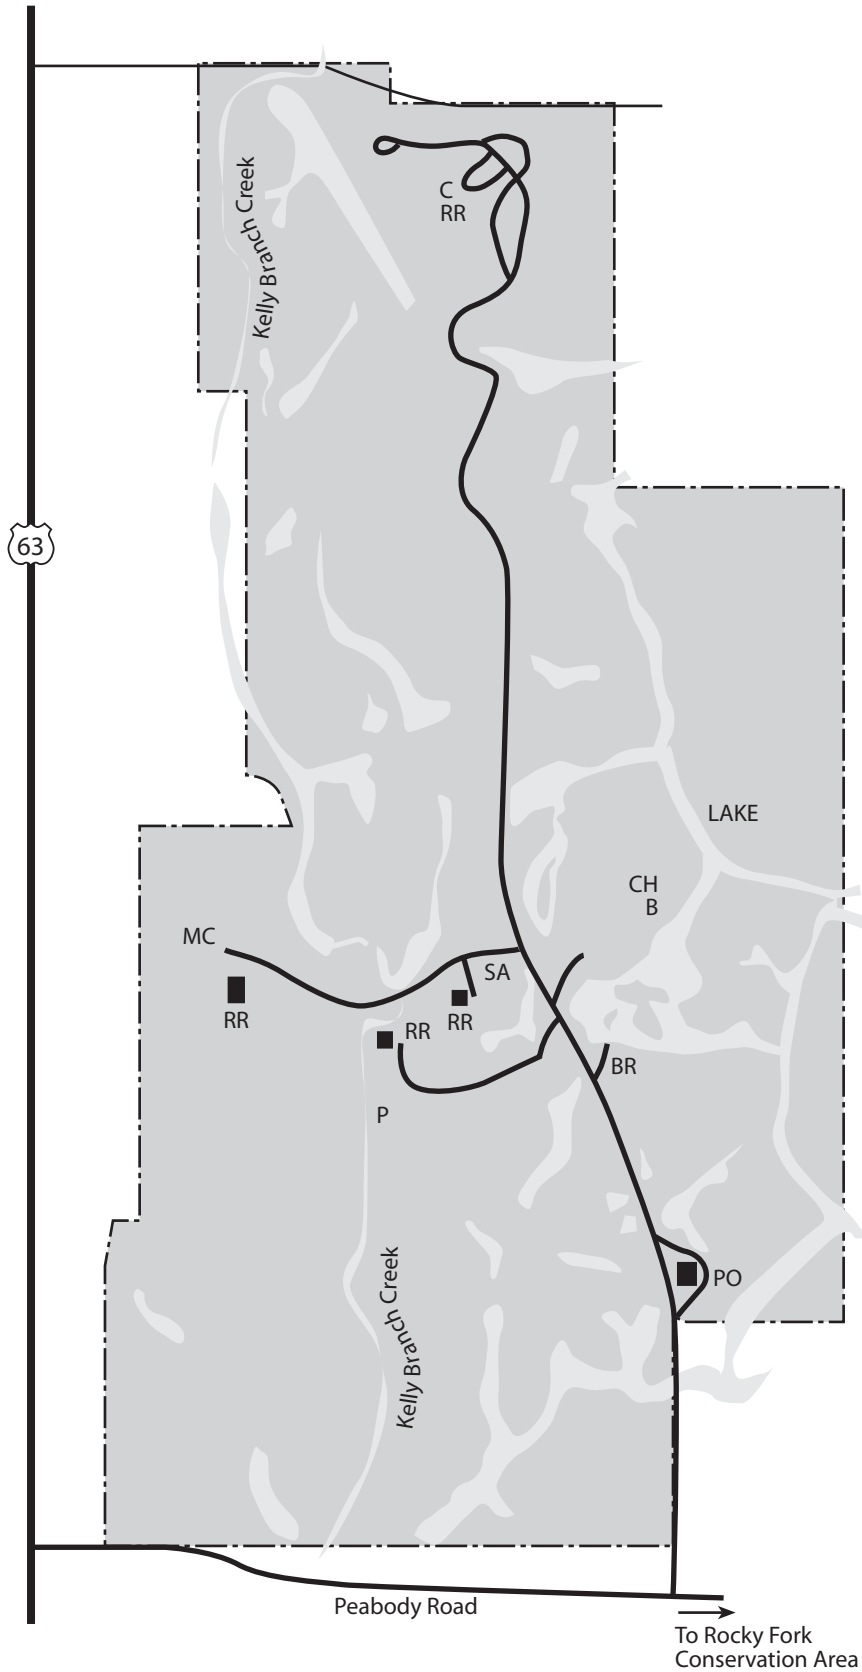 Kelly Branch Creek
C
RR
63
LAKE
CH
B
MC
SA
RR
RR
RR
BR
P
PO
Kelly Branch Creek
Peabody Road
To Rocky Fork
Conservation Area